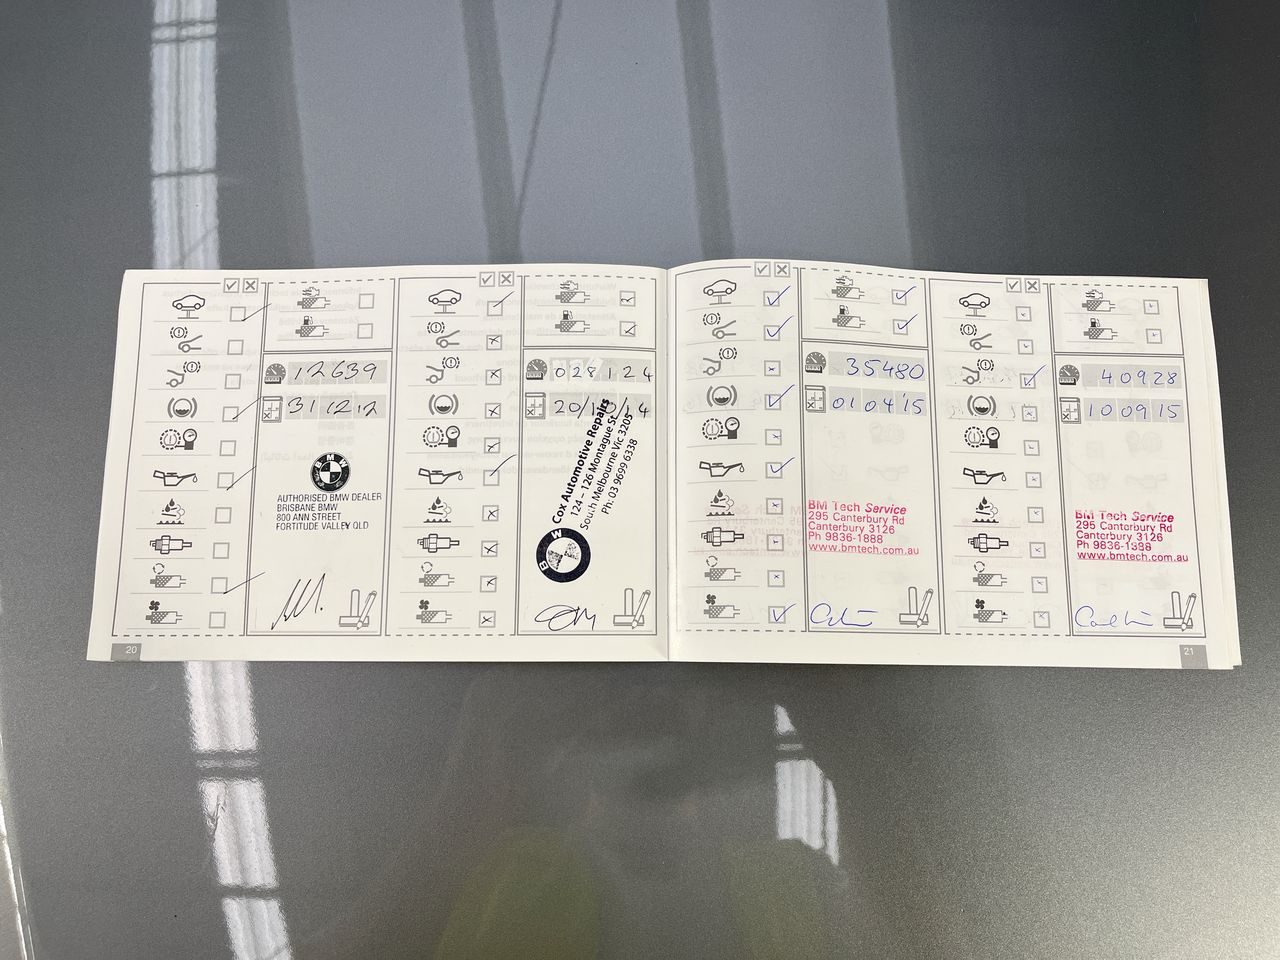 12639
31 12 12
BMW
AUTHORISED BMW DEALER
BRISBANE BMW
800 ANN STREET
FORTITUDE VALLEY QLD
20
028124
Cox Automotive Repairs
124 - 126 Montague St
South Melbourne Vic 3205
Ph: 03 9699 6338
35480
01 04 15
BM Tech Service
295 Canterbury Rd
Canterbury 3126
Ph 9836-1888
www.bmtech.com.au
40928
10 09 15
BM Tech Service
295 Canterbury Rd
Canterbury 3126
Ph 9836-1888
www.bmtech.com.au
21